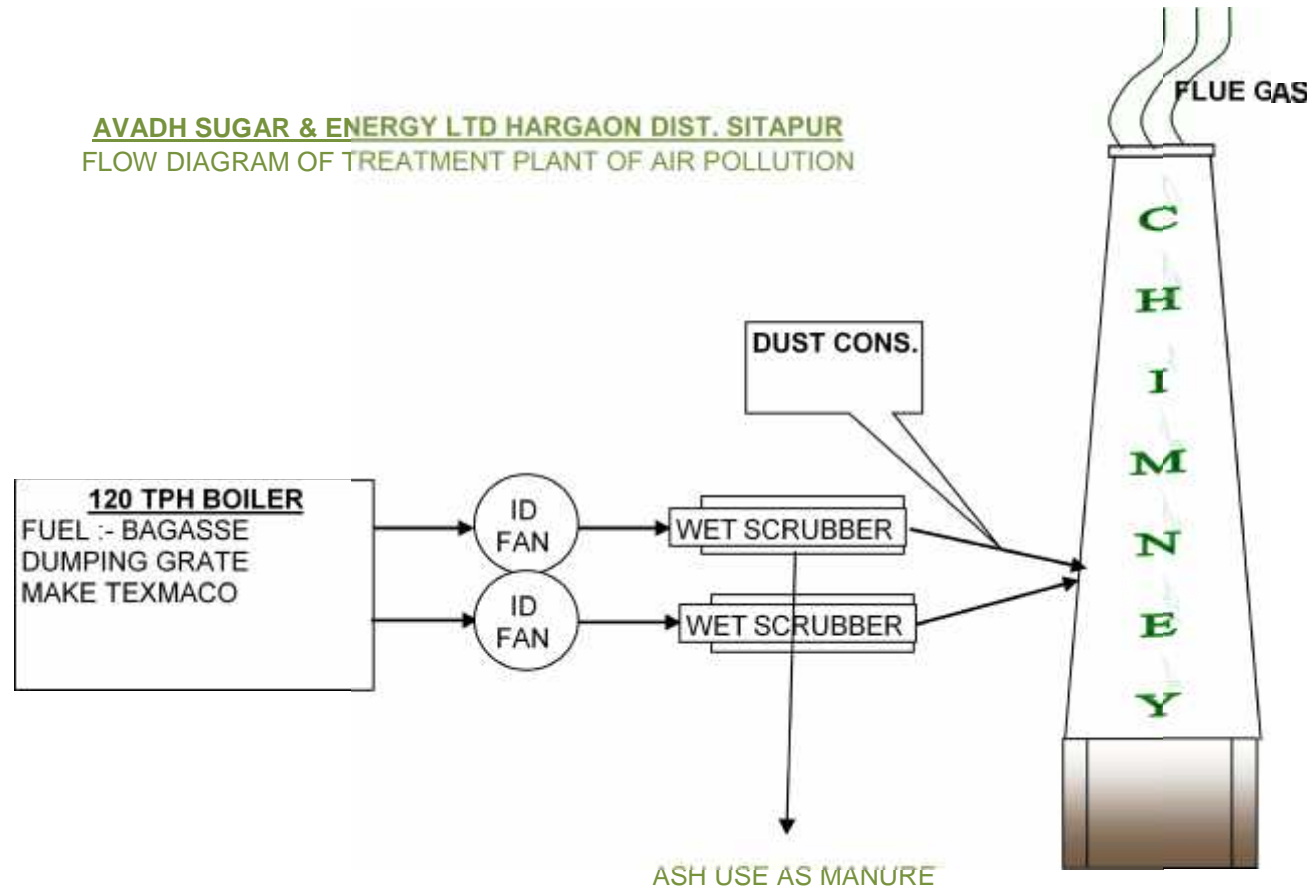 FLUE GAS
AVADH SUGAR & ENERGY LTD HARGAON DIST. SITAPUR
FLOW DIAGRAM OF TREATMENT PLANT OF AIR POLLUTION
CHIMNEY
DUST CONS.
120 TPH BOILER
FUEL :- BAGASSE
DUMPING GRATE
MAKE TEXMACO
ID
FAN
WET SCRUBBER
ID
FAN
WET SCRUBBER
ASH USE AS MANURE